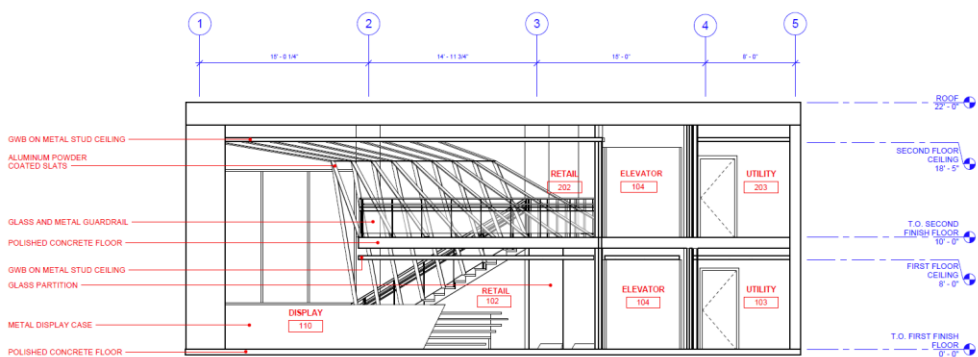 1 2 3 4 5
15' - 0 1/4" 14' - 11 3/4" 15' - 0" 8' - 0"
ROOF
22' - 0"
GWB ON METAL STUD CEILING
ALUMINUM POWDER
COATED SLATS
SECOND FLOOR
CEILING
18' - 5"
RETAIL
202
ELEVATOR
104
UTILITY
203
GLASS AND METAL GUARDRAIL
POLISHED CONCRETE FLOOR
T.O. SECOND
FINISH FLOOR
10' - 0"
GWB ON METAL STUD CEILING
GLASS PARTITION
FIRST FLOOR
CEILING
8' - 0"
RETAIL
102
ELEVATOR
104
UTILITY
103
DISPLAY
110
METAL DISPLAY CASE
POLISHED CONCRETE FLOOR
T.O. FIRST FINISH
FLOOR
0' - 0"